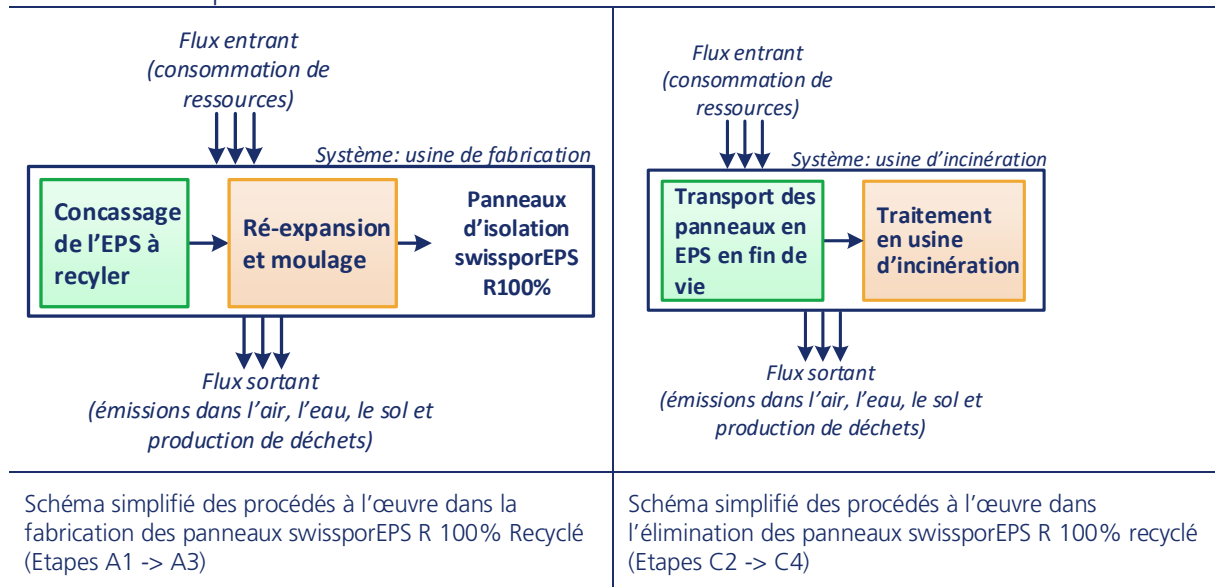 Flux entrant
(consommation de
ressources)
Système: usine de fabrication
Concassage
de l'EPS à
recyler
Ré-expansion
et moulage
Panneaux
d'isolation
swissporEPS
R100%
Flux sortant
(émissions dans l'air, l'eau, le sol et
production de déchets)
Schéma simplifié des procédés à l'œuvre dans la
fabrication des panneaux swissporEPS R 100% Recyclé
(Etapes A1 -> A3)
Flux entrant
(consommation de
ressources)
Système: usine d'incinération
Transport des
panneaux en
EPS en fin de
vie
Traitement
en usine
d'incinération
Flux sortant
(émissions dans l'air, l'eau, le sol et
production de déchets)
Schéma simplifié des procédés à l'œuvre dans
l'élimination des panneaux swissporEPS R 100% recyclé
(Etapes C2 -> C4)